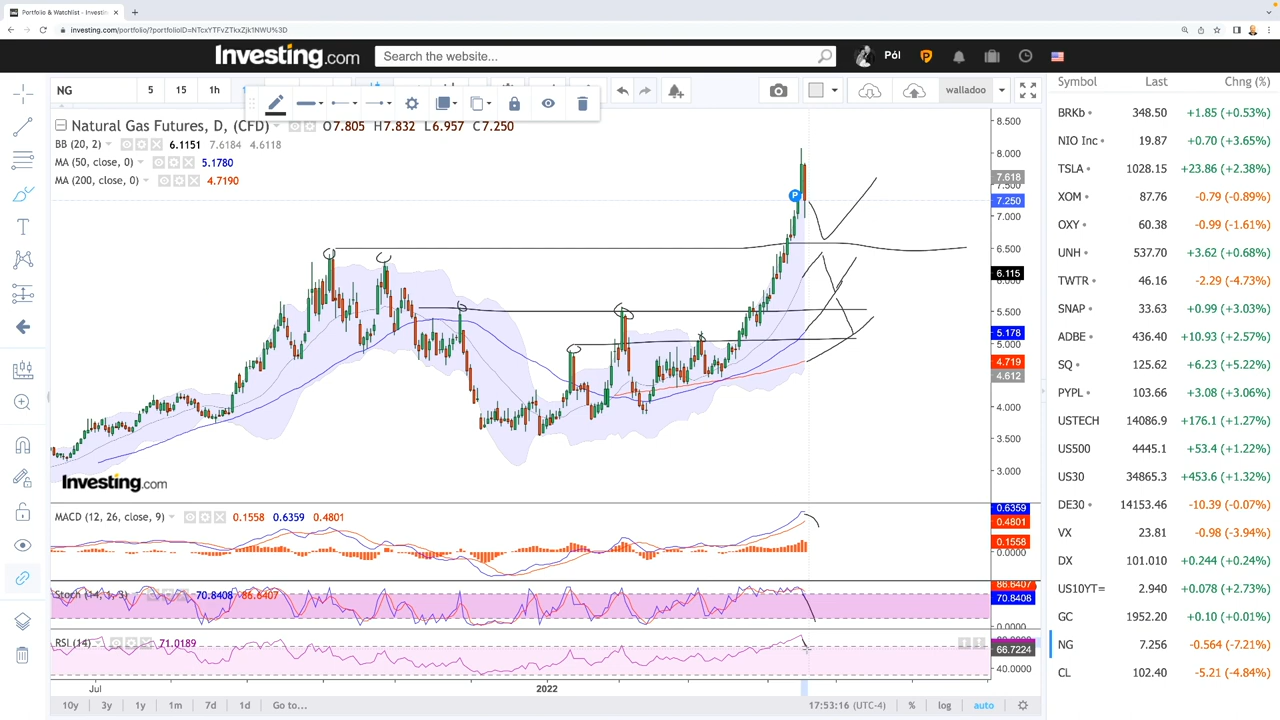 Portfolio & Watchlist - Investin
investing.com/portfolio/?portfolioID=NTcxYTFvZTkxZjk1NWU%3D
Investing.com Search the website... Pól
NG 5 15 1h walladoo
Natural Gas Futures, D, (CFD) O7.805 H7.832 L6.957 C7.250
BB (20, 2) 6.1151 7.6184 4.6118
MA (50, close, 0) 5.1780
MA (200, close, 0) 4.7190
8.500
8.000
7.618
7.500
7.250
7.000
6.500
6.115
6.000
5.500
5.178
5.000
4.719
4.612
4.000
3.500
3.000
Investing.com
MACD (12, 26, close, 9) 0.1558 0.6359 0.4801
0.6359
0.4801
0.1558
0.0000
Stoch (14, 1, 3) 70.8408 86.6407
86.6407
70.8408
0.0000
RSI (14) 71.0189
66.7224
40.0000
Jul 2022
10y 3y 1y 1m 7d 1d Go to... 17:53:16 (UTC-4) % log auto
Symbol Last Chng (%)
BRKb 348.50 +1.85 (+0.53%)
NIO Inc 19.87 +0.70 (+3.65%)
TSLA 1028.15 +23.86 (+2.38%)
XOM 87.76 -0.79 (-0.89%)
OXY 60.38 -0.99 (-1.61%)
UNH 537.70 +3.62 (+0.68%)
TWTR 46.16 -2.29 (-4.73%)
SNAP 33.63 +0.99 (+3.03%)
ADBE 436.40 +10.93 (+2.57%)
SQ 125.62 +6.23 (+5.22%)
PYPL 103.66 +3.08 (+3.06%)
USTECH 14086.9 +176.1 (+1.27%)
US500 4445.1 +53.4 (+1.22%)
US30 34865.3 +453.6 (+1.32%)
DE30 14153.46 -10.39 (-0.07%)
VX 23.81 -0.98 (-3.94%)
DX 101.010 +0.244 (+0.24%)
US10YT= 2.940 +0.078 (+2.73%)
GC 1952.20 +0.10 (+0.01%)
NG 7.256 -0.564 (-7.21%)
CL 102.40 -5.21 (-4.84%)